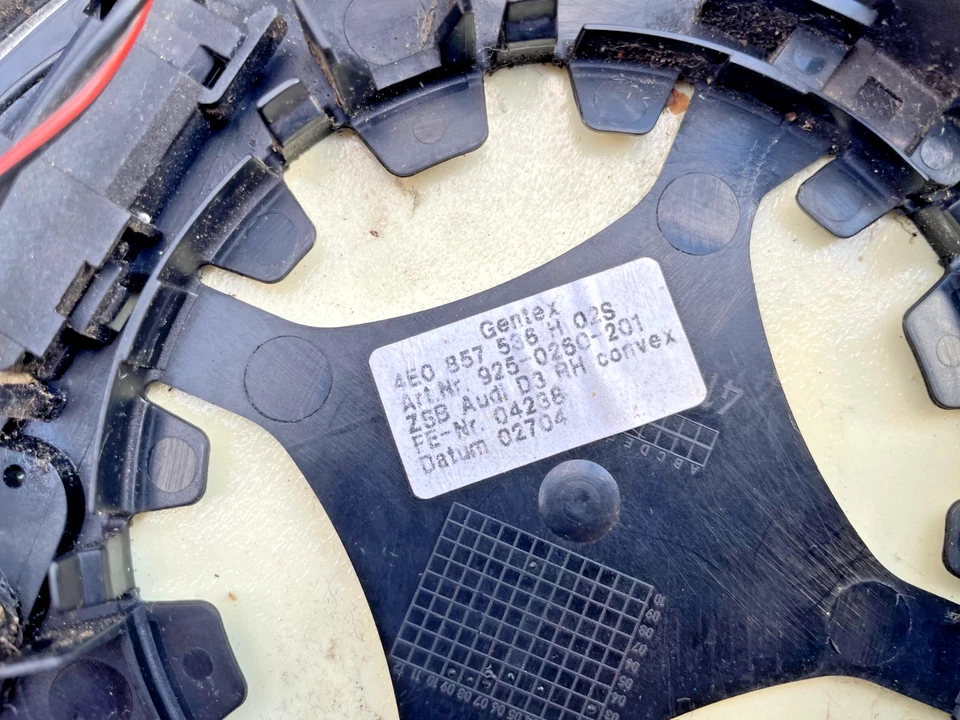 Gentex
4E0 857 536 H 02S
Art.Nr. 925-0260-201
ZSB Audi D3 RH convex
FE-Nr. 04238
Datum 02704
41
A B C D E